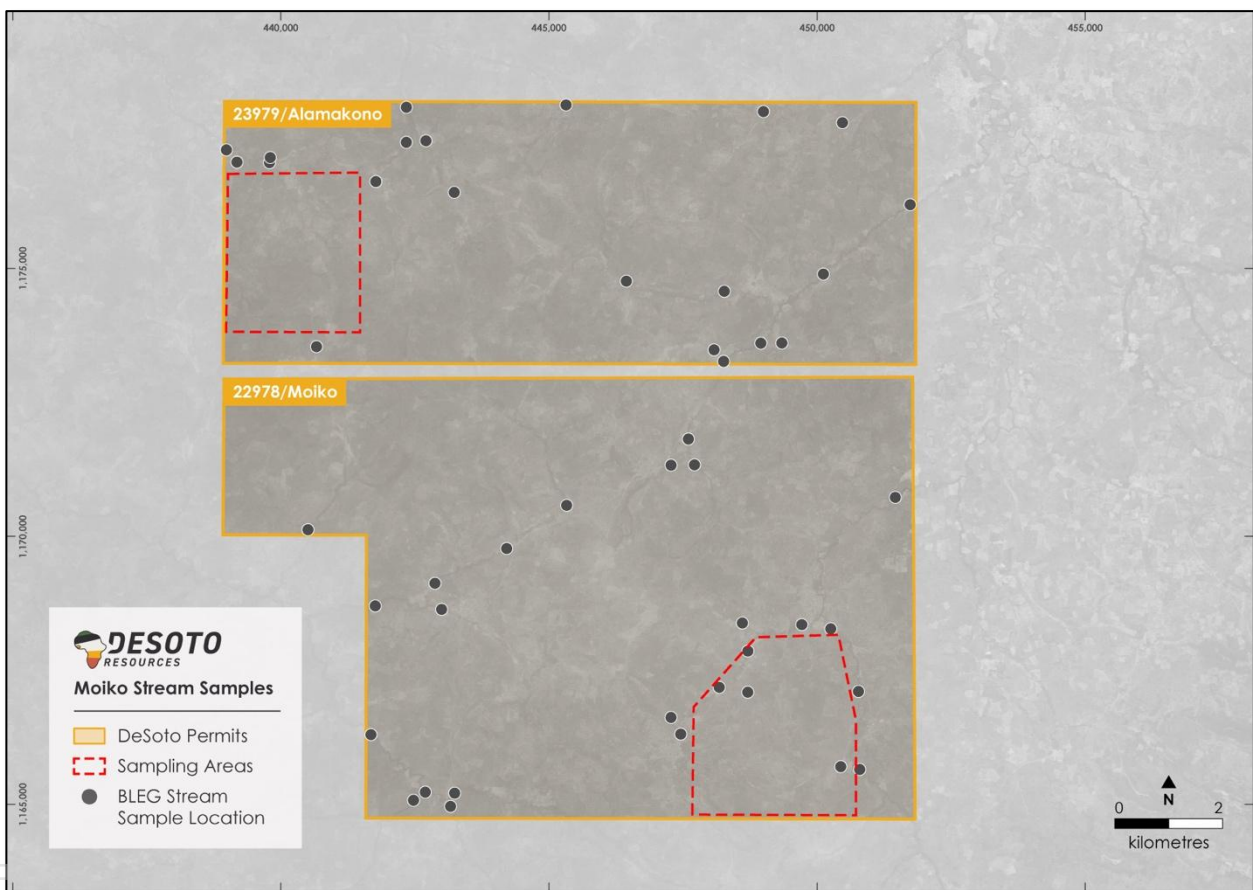 440,000
445,000
450,000
455,000
23979/Alamakono
1,175,000
22978/Moiko
1,170,000
DESOTO
RESOURCES
Moiko Stream Samples
DeSoto Permits
Sampling Areas
BLEG Stream
Sample Location
1,165,000
N
0 2
kilometres